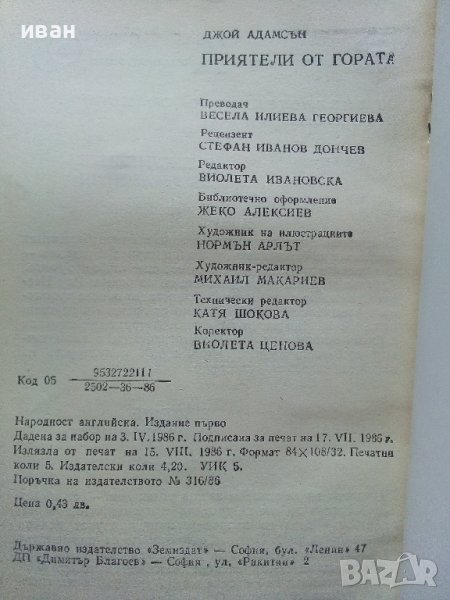 иван
ДЖОЙ АДАМСЪН
ПРИЯТЕЛИ ОТ ГОРАТА
Преводач
ВЕСЕЛА ИЛИЕВА ГЕОРГИЕВА
Рецензент
СТЕФАН ИВАНОВ ДОНЧЕВ
Редактор
ВИОЛЕТА ИВАНОВСКА
Библиотечно оформление
ЖЕКО АЛЕКСИЕВ
Художник на илюстрациите
НОРМЪН АРЛЪТ
Художник-редактор
МИХАИЛ МАКАРИЕВ
Технически редактор
КАТЯ ШОКОВА
Коректор
ВИОЛЕТА ЦЕНОВА
Код 05 9532722111
2502—36—86
Народност английска. Издание първо
Дадена за набор на 3. IV. 1986 г. Подписана за печат на 17. VII. 1986 г.
Излязла от печат на 15. VIII. 1986 г. Формат 84×108/32. Печатни
коли 5. Издателски коли 4,20. УИК 5.
Поръчка на издателството № 316/86
Цена 0,43 лв.
Държавно издателство «Земиздат» — София, бул. «Ленин» 47
ДП «Димитър Благоев» — София, ул. «Ракитин» 2
BAZAR